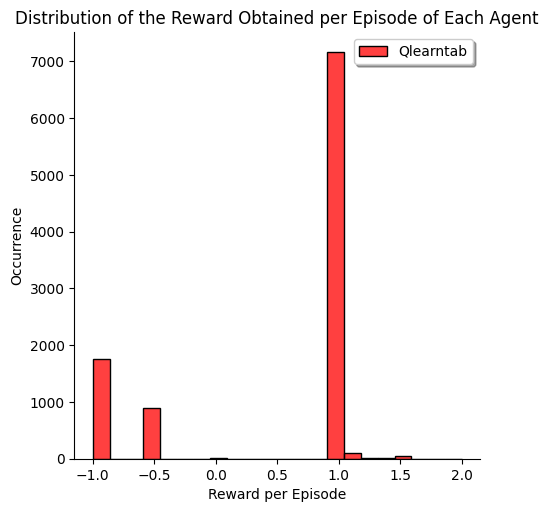 Distribution of the Reward Obtained per Episode of Each Agent
Qlearntab
7000
6000
5000
4000
3000
2000
1000
0
Occurrence
−1.0 −0.5 0.0 0.5 1.0 1.5 2.0
Reward per Episode